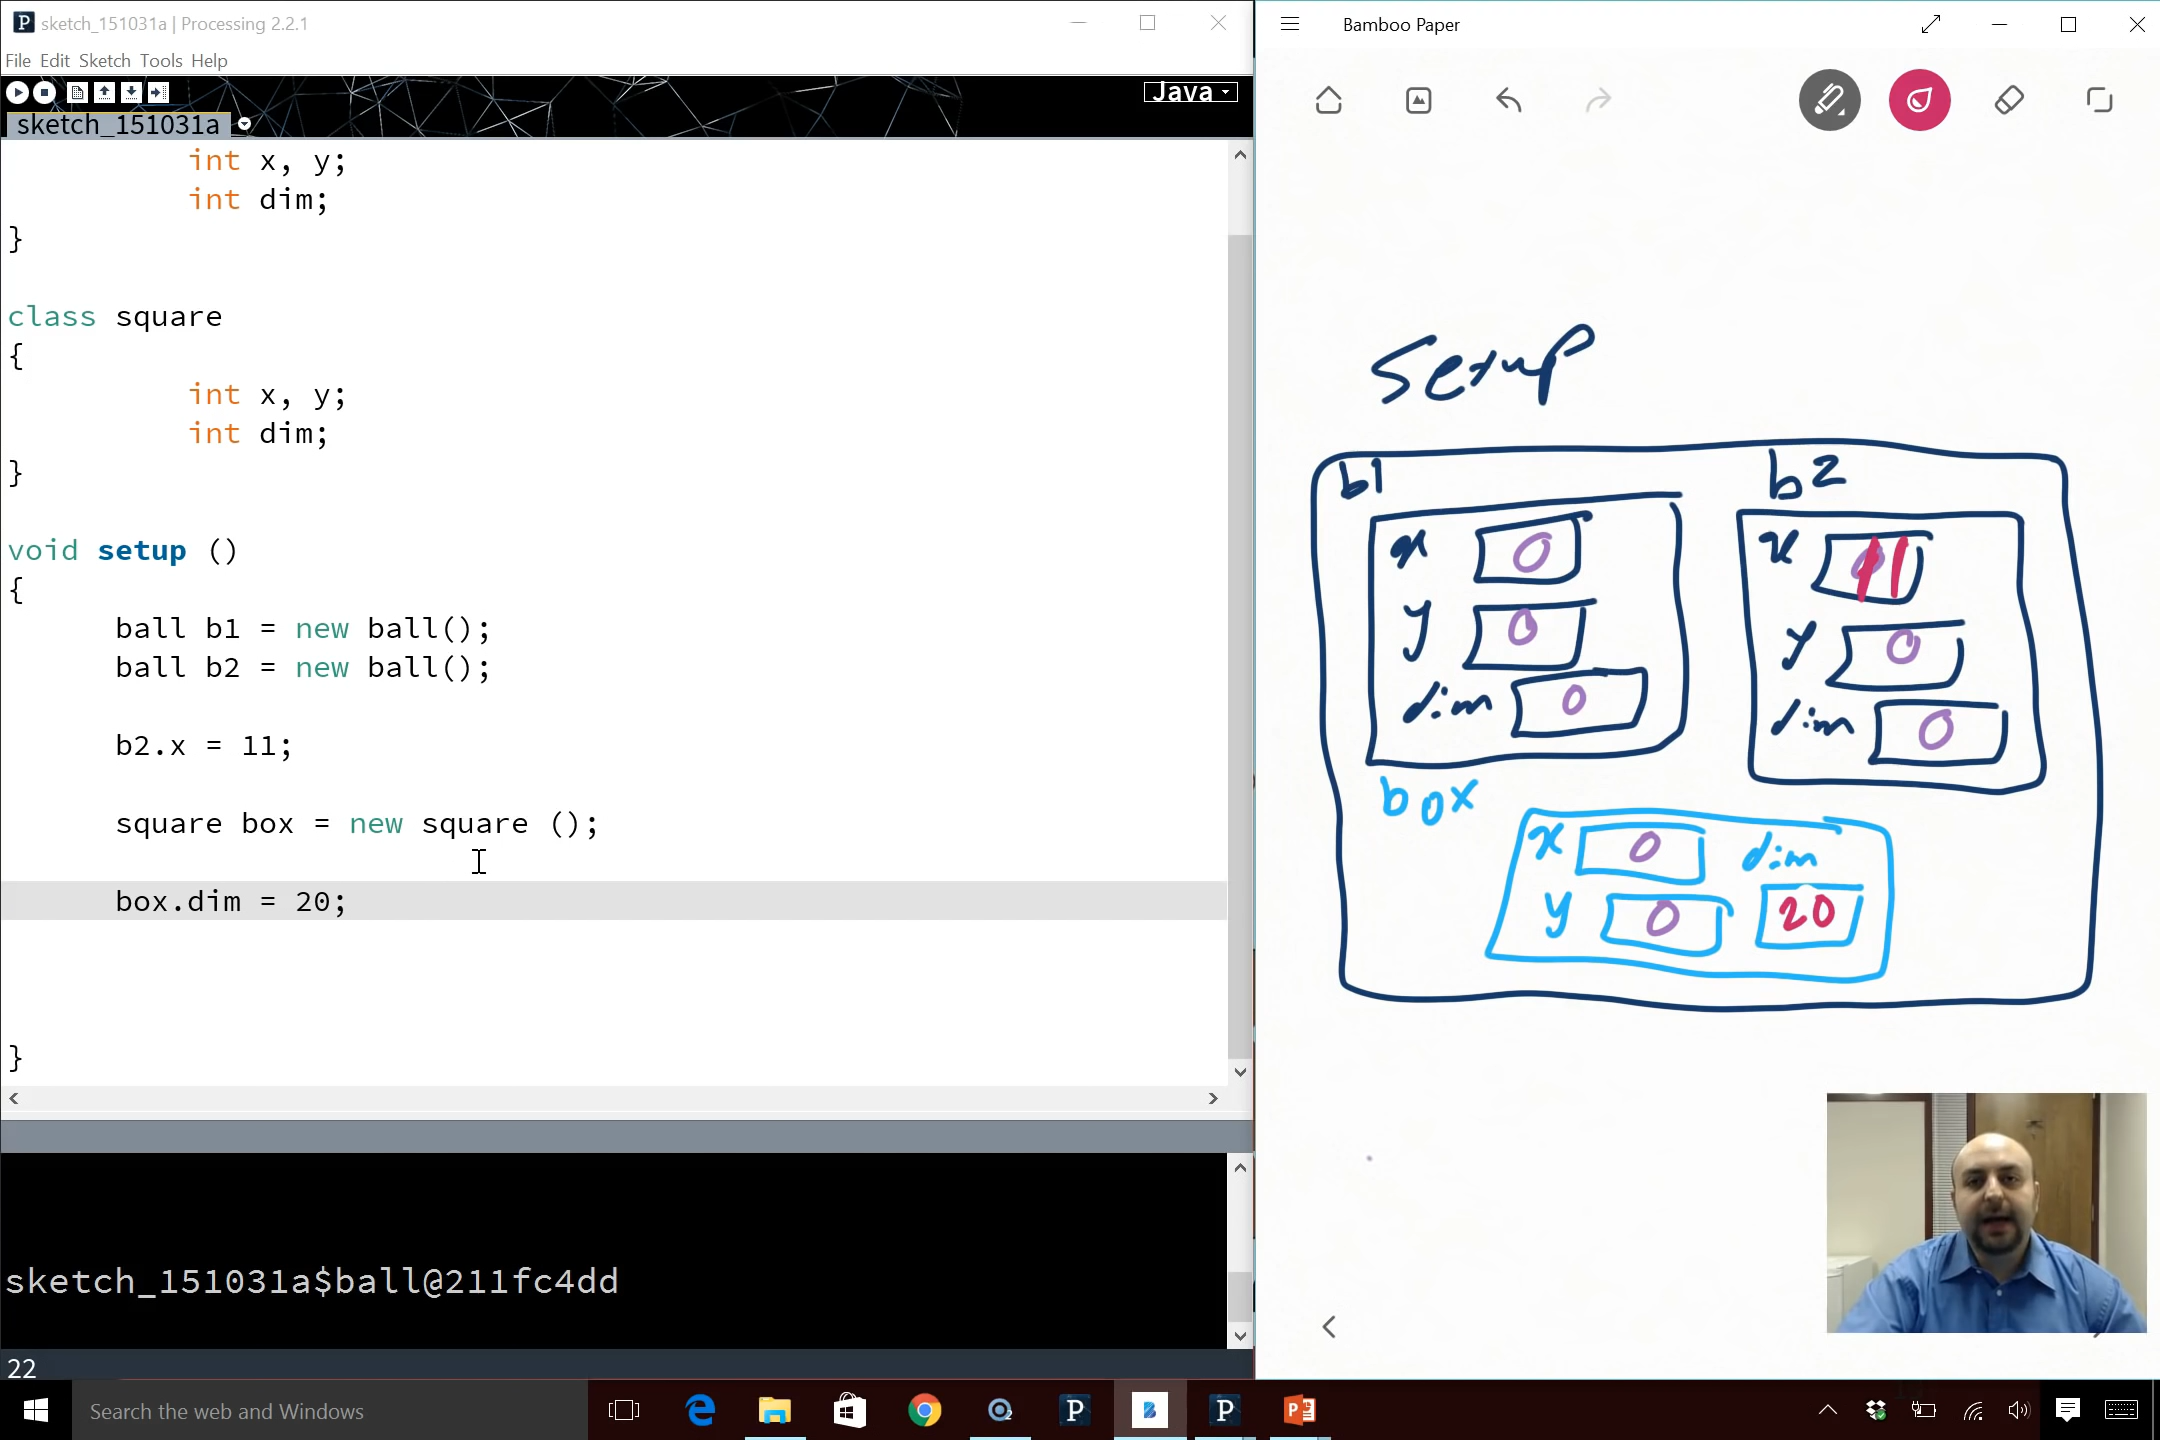 sketch_151031a | Processing 2.2.1
File Edit Sketch Tools Help
Java
sketch_151031a
int x, y;
int dim;
}
class square
{
int x, y;
int dim;
}
void setup ()
{
ball b1 = new ball();
ball b2 = new ball();
b2.x = 11;
square box = new square ();
box.dim = 20;
}
sketch_151031a$ball@211fc4dd
22
Bamboo Paper
Setup
b1 b2
x 0
y 0
dim 0
x 11
y 0
dim 0
box
x 0 dim
y 0 20
Search the web and Windows